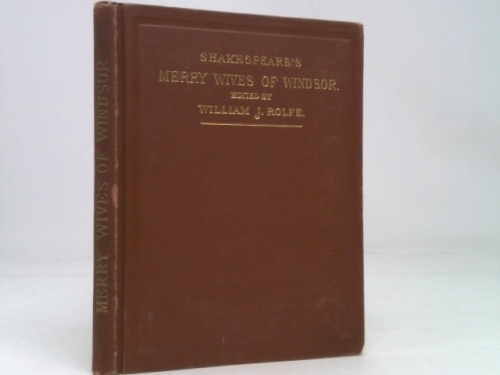 SHAKESPEARE'S
MERRY WIVES OF WINDSOR.
EDITED BY
WILLIAM J. ROLFE.
MERRY WIVES OF WINDSOR